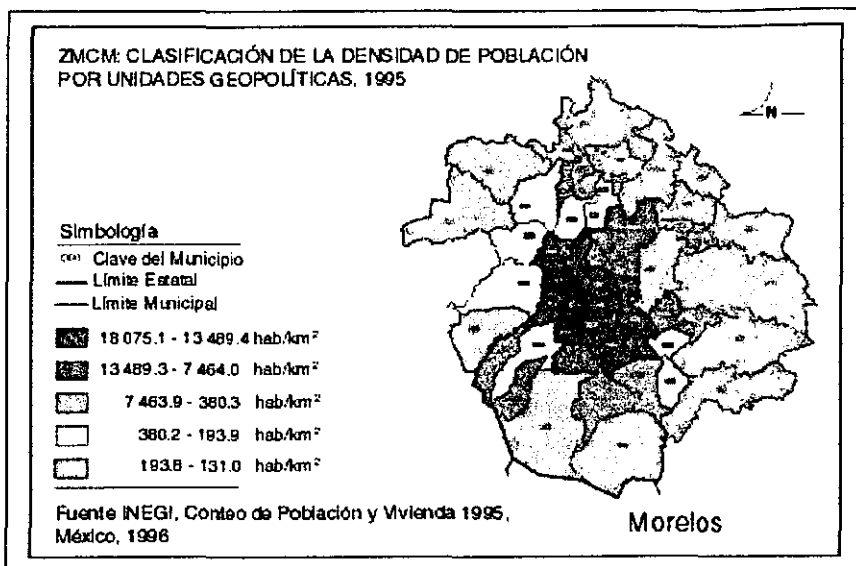 ZMCM: CLASIFICACIÓN DE LA DENSIDAD DE POBLACIÓN
POR UNIDADES GEOPOLÍTICAS, 1995
N
Simbología
Clave del Municipio
Límite Estatal
Límite Municipal
18 075.1 - 13 489.4 hab/km²
13 489.3 - 7 464.0 hab/km²
7 463.9 - 380.3 hab/km²
380.2 - 193.9 hab/km²
193.8 - 131.0 hab/km²
Fuente INEGI, Conteo de Población y Vivienda 1995,
México, 1996
Morelos